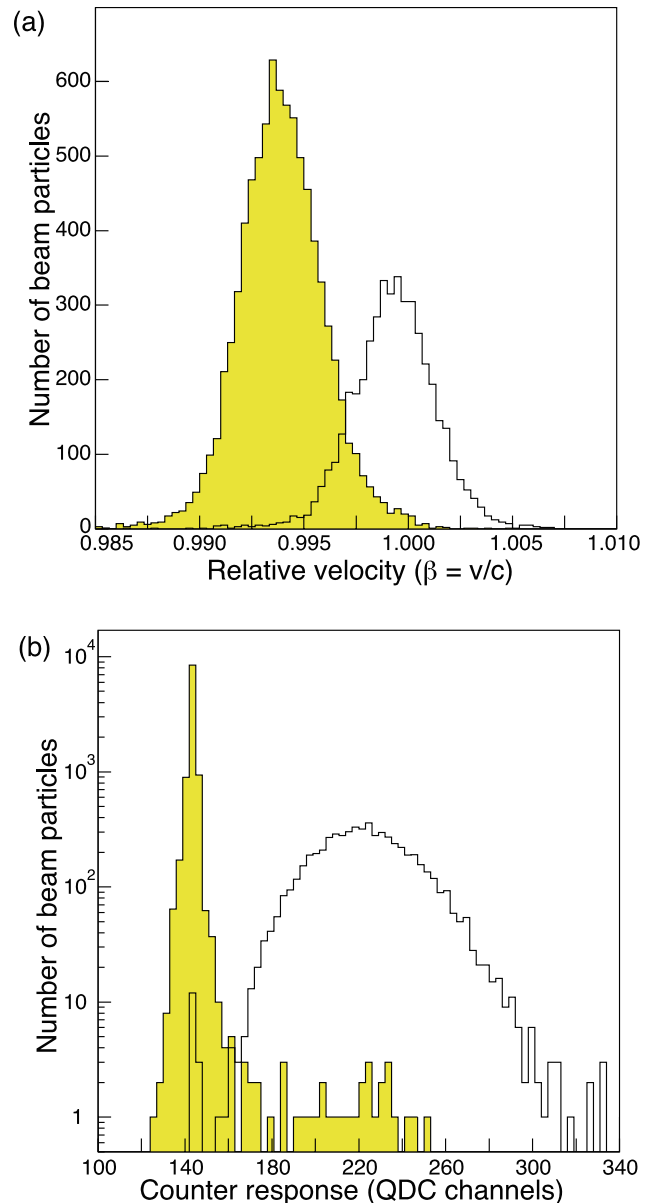 (a)
Number of beam particles
600
500
400
300
200
100
0
0.985 0.990 0.995 1.000 1.005 1.010
Relative velocity (β = v/c)
(b)
Number of beam particles
10⁴
10³
10²
10
1
100 140 180 220 260 300 340
Counter response (QDC channels)